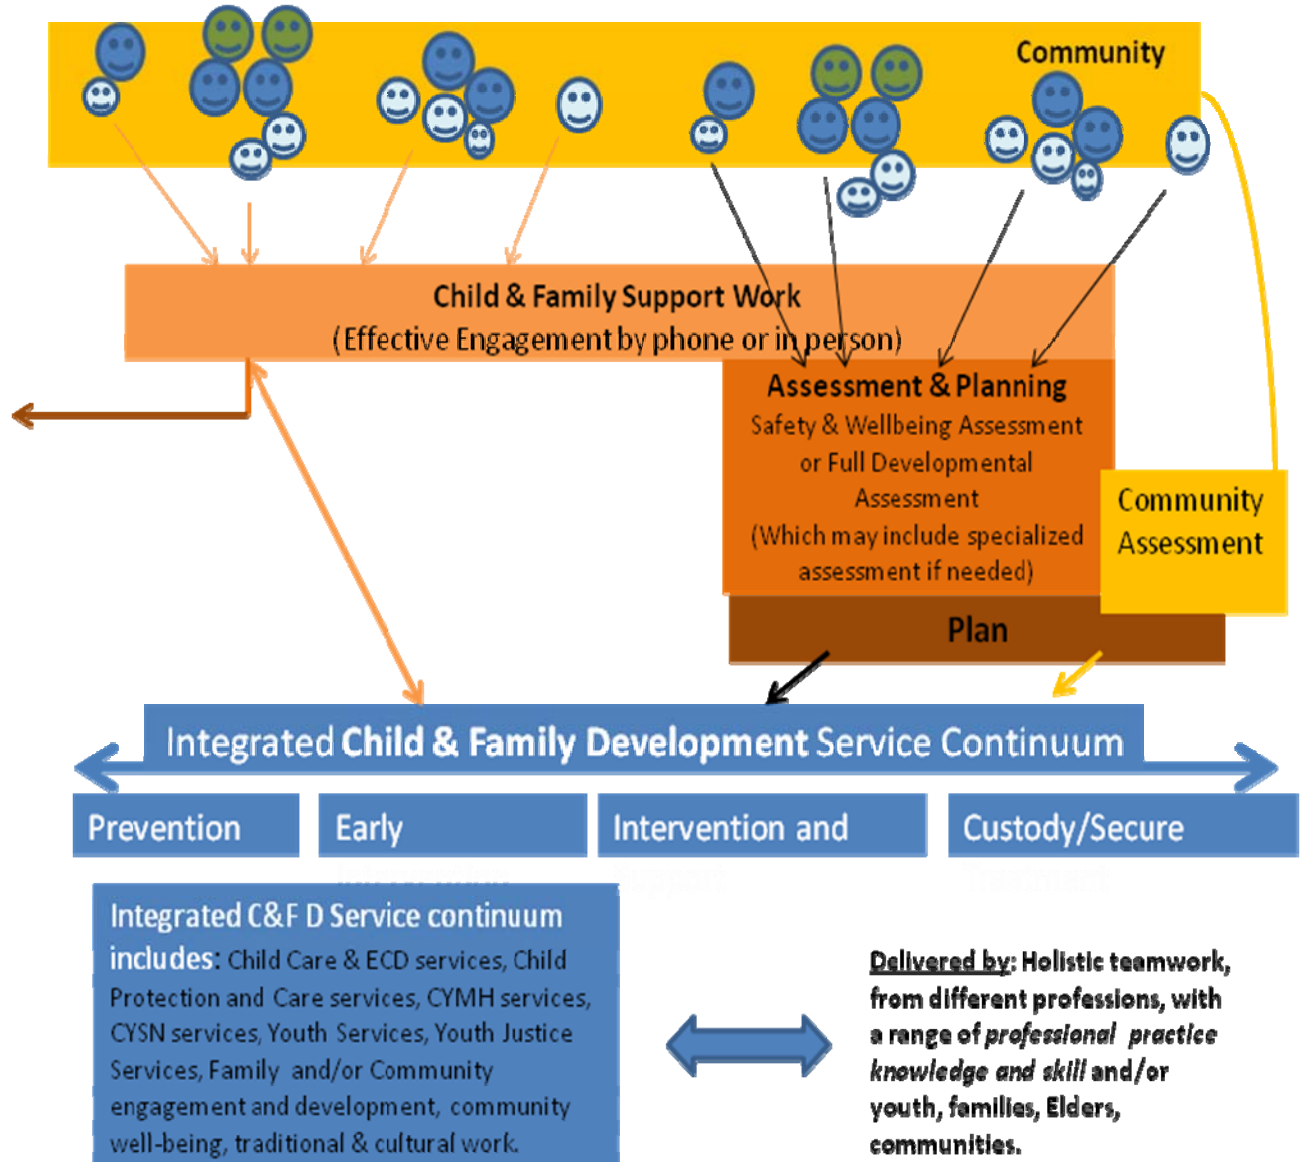 Community
Child & Family Support Work
(Effective Engagement by phone or in person)
Assessment & Planning
Safety & Wellbeing Assessment
or Full Developmental
Assessment
(Which may include specialized
assessment if needed)
Community
Assessment
Plan
Integrated Child & Family Development Service Continuum
Prevention
Early
Intervention and
Custody/Secure
Integrated C&F D Service continuum
includes: Child Care & ECD services, Child
Protection and Care services, CYMH services,
CYSN services, Youth Services, Youth Justice
Services, Family and/or Community
engagement and development, community
well-being, traditional & cultural work.
Delivered by: Holistic teamwork,
from different professions, with
a range of professional practice
knowledge and skill and/or
youth, families, Elders,
communities.